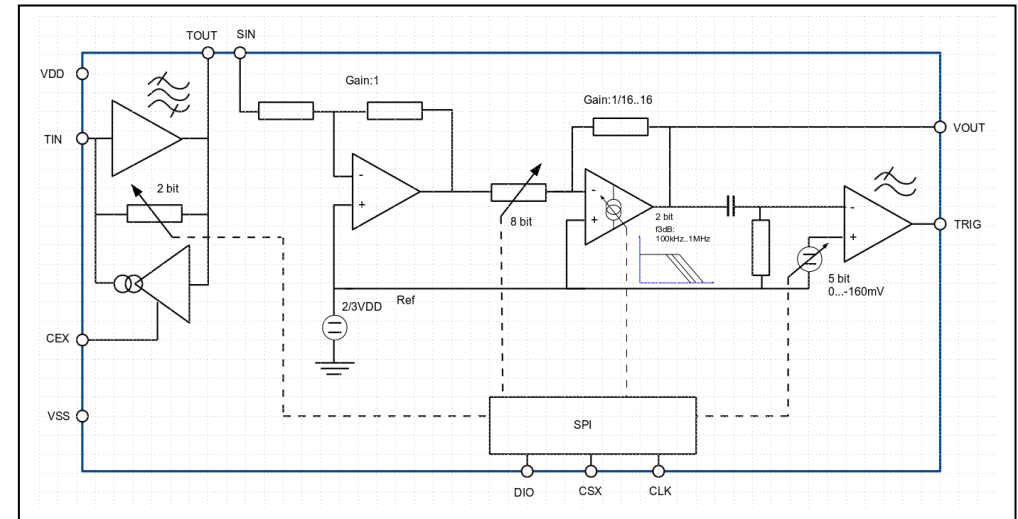 TOUT
SIN
VDD
Gain:1
Gain:1/16..16
TIN
VOUT
2 bit
-
+
8 bit
-
+
2 bit
f3dB:
100kHz..1MHz
-
+
TRIG
5 bit
0...-160mV
2/3VDD
Ref
CEX
VSS
SPI
DIO
CSX
CLK